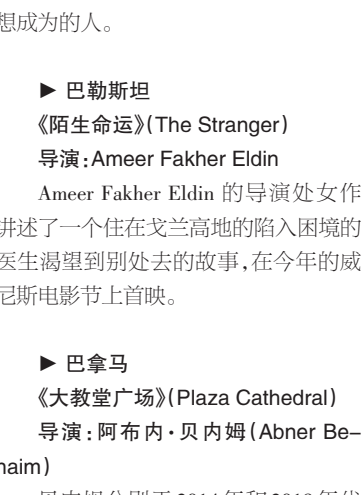 想成为的人。
▶ 巴勒斯坦
《陌生命运》(The Stranger)
导演:Ameer Fakher Eldin
Ameer Fakher Eldin 的导演处女作
讲述了一个住在戈兰高地的陷入困境的
医生渴望到别处去的故事,在今年的威
尼斯电影节上首映。
▶ 巴拿马
《大教堂广场》(Plaza Cathedral)
导演:阿布内·贝内姆(Abner Be-
naim)